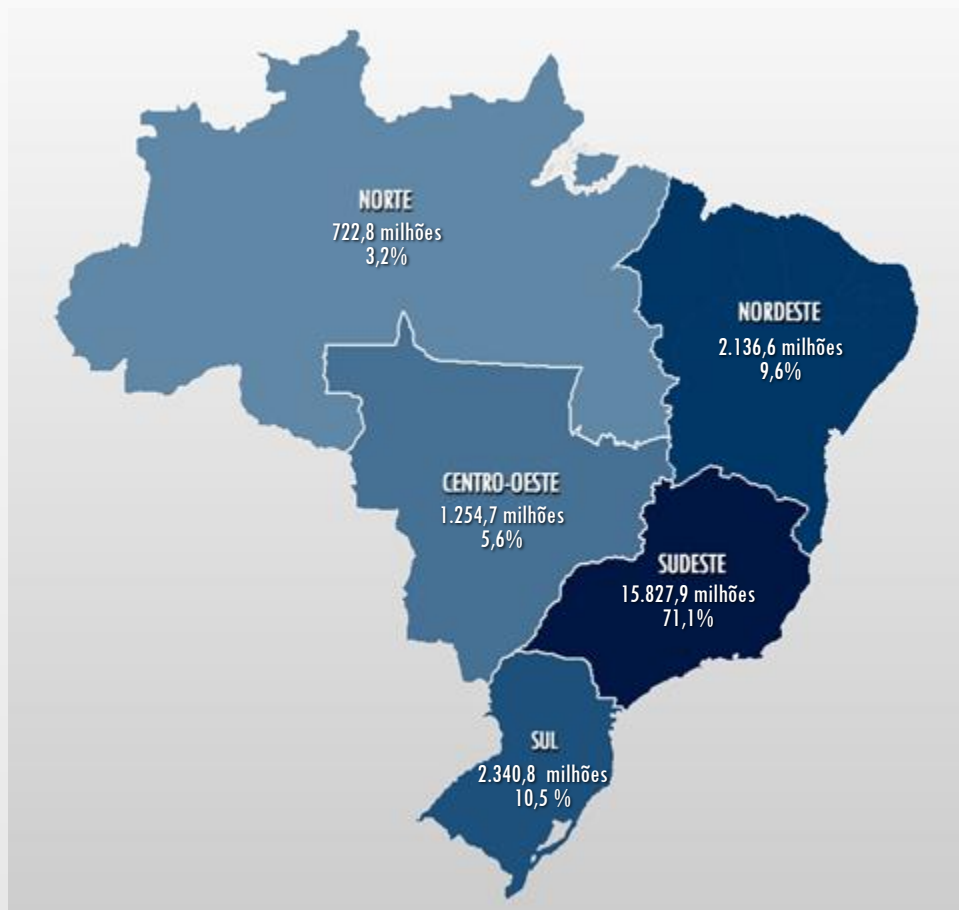 NORTE
722,8 milhões
3,2%
NORDESTE
2.136,6 milhões
9,6%
CENTRO-OESTE
1.254,7 milhões
5,6%
SUDESTE
15.827,9 milhões
71,1%
SUL
2.340,8 milhões
10,5 %